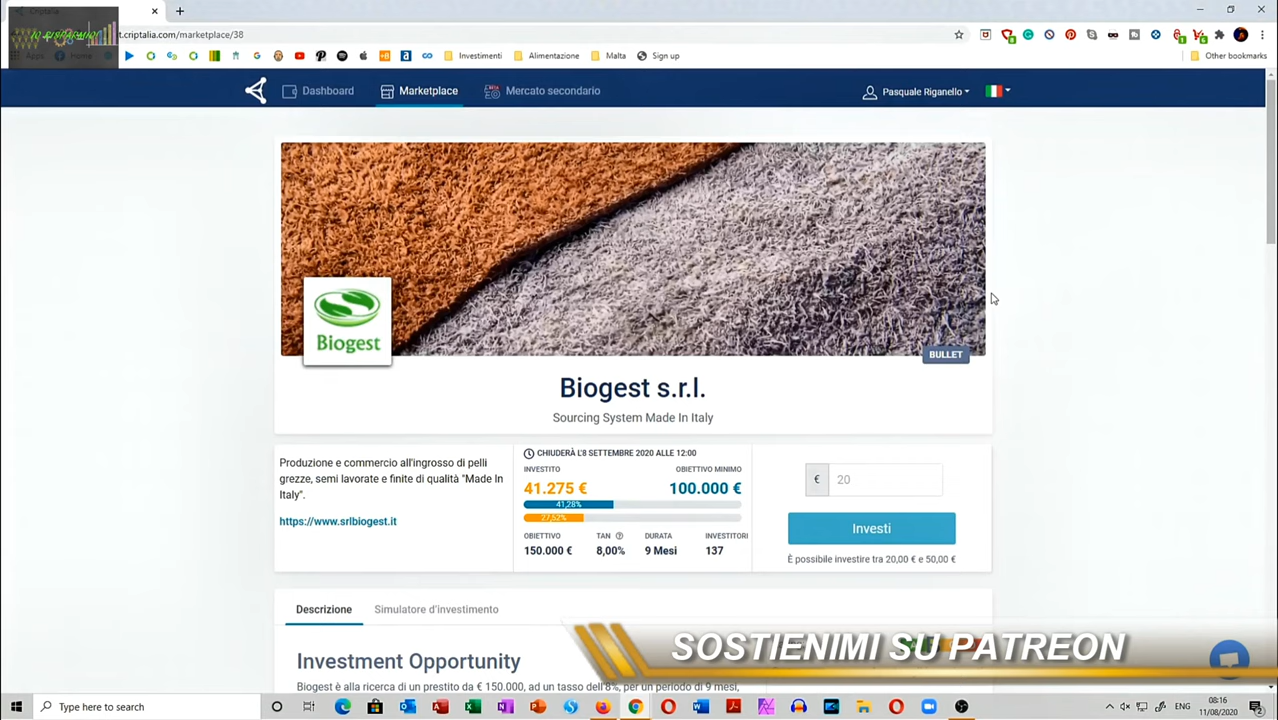 IO RISPARMIO
.criptalia.com/marketplace/38
Apps
Home
Investimenti
Alimentazione
Malta
Sign up
Other bookmarks
Dashboard
Marketplace
BETA
Mercato secondario
Pasquale Riganello
Biogest
BULLET
Biogest s.r.l.
Sourcing System Made In Italy
Produzione e commercio all'ingrosso di pelli
grezze, semi lavorate e finite di qualità "Made In
Italy".
https://www.srlbiogest.it
CHIUDERÀ L'8 SETTEMBRE 2020 ALLE 12:00
INVESTITO OBIETTIVO MINIMO
41.275 € 100.000 €
41,28%
27,52%
OBIETTIVO TAN DURATA INVESTITORI
150.000 € 8,00% 9 Mesi 137
€ 20
Investi
È possibile investire tra 20,00 € e 50,00 €
Descrizione
Simulatore d'investimento
Investment Opportunity
Biogest è alla ricerca di un prestito da € 150.000, ad un tasso dell'8%, per un periodo di 9 mesi,
SOSTIENIMI SU PATREON
Type here to search
ENG
08:16
11/08/2020
2